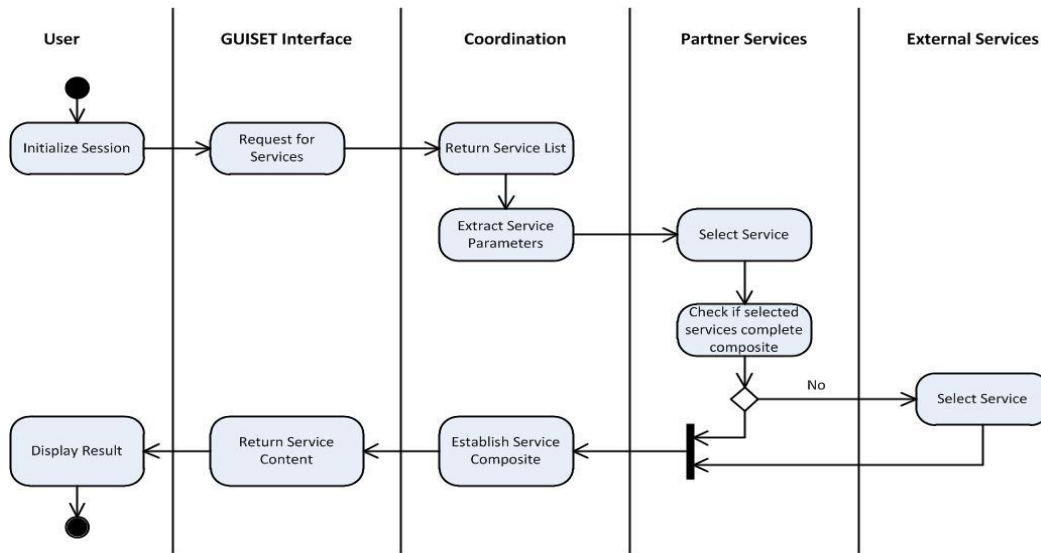 User
GUISET Interface
Coordination
Partner Services
External Services
Initialize Session
Request for
Services
Return Service List
Extract Service
Parameters
Select Service
Check if selected
services complete
composite
No
Select Service
Display Result
Return Service
Content
Establish Service
Composite